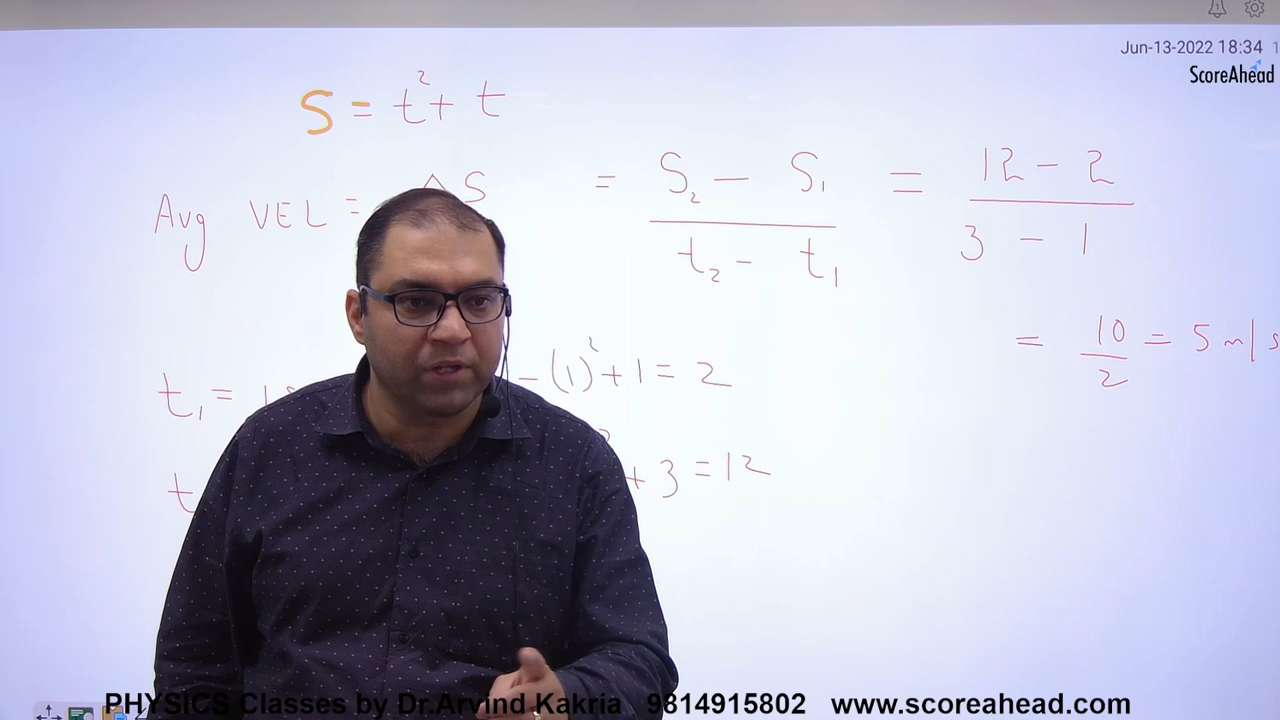 Jun-13-2022 18:34 1
ScoreAhead
S = t² + t
Avg VEL = ΔS = S₂ - S₁ = 12 - 2
t₂ - t₁ 3 - 1
= 10/2 = 5 m/s
t₁ = 1s - (1)² + 1 = 2
t ² + 3 = 12
PHYSICS Classes by Dr.Arvind Kakria 9814915802 www.scoreahead.com